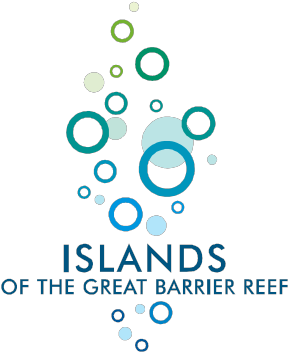 ISLANDS
OF THE GREAT BARRIER REEF